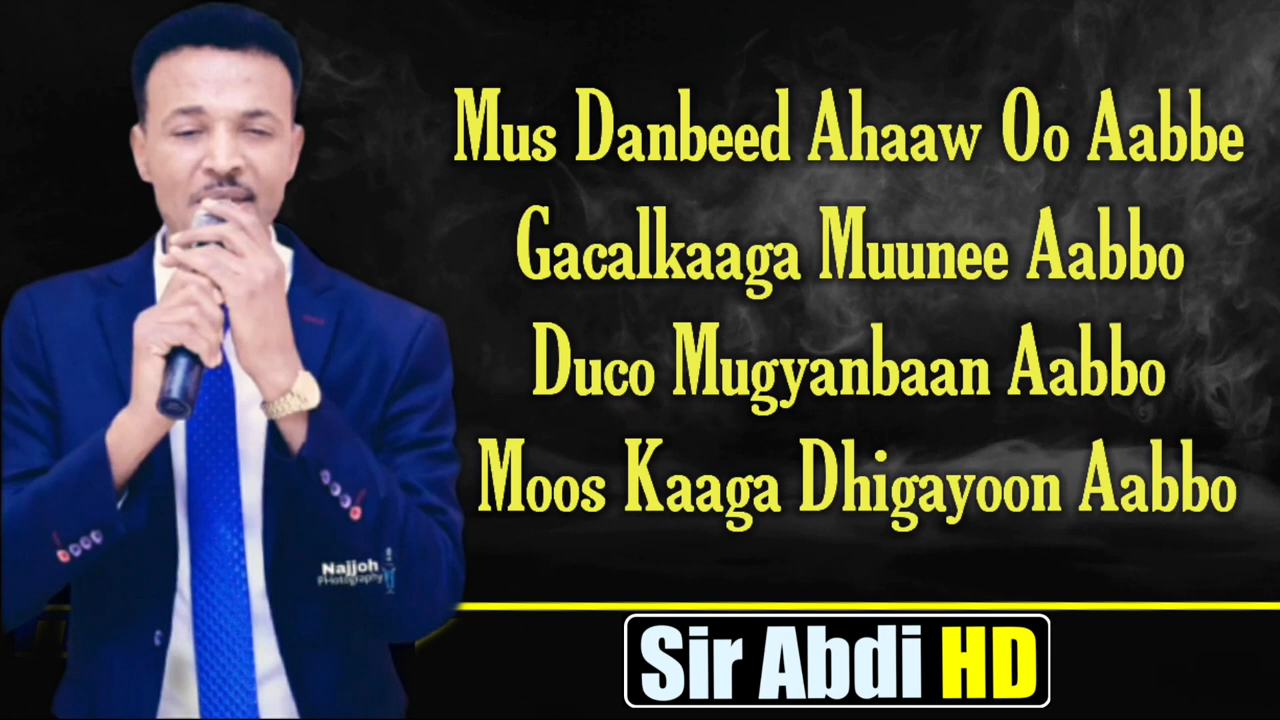 Mus Danbeed Ahaaw Oo Aabbe
Gacalkaaga Muunee Aabbo
Duco Mugyanbaan Aabbo
Moos Kaaga Dhigayoon Aabbo
Najjoh
PHotography
Sir Abdi HD